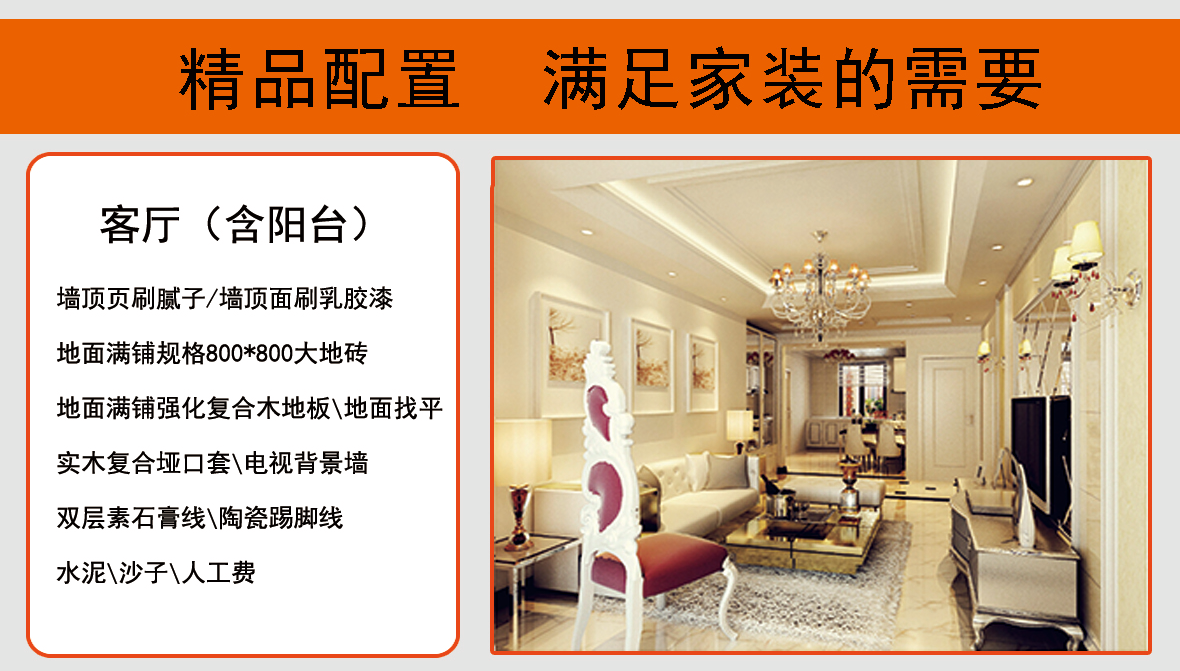 精品配置 满足家装的需要
客厅（含阳台）
墙顶页刷腻子/墙顶面刷乳胶漆
地面满铺规格800*800大地砖
地面满铺强化复合木地板\地面找平
实木复合垭口套\电视背景墙
双层素石膏线\陶瓷踢脚线
水泥\沙子\人工费